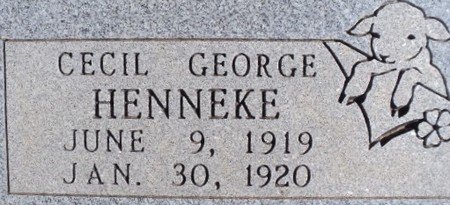 CECIL GEORGE
HENNEKE
JUNE 9, 1919
JAN. 30, 1920